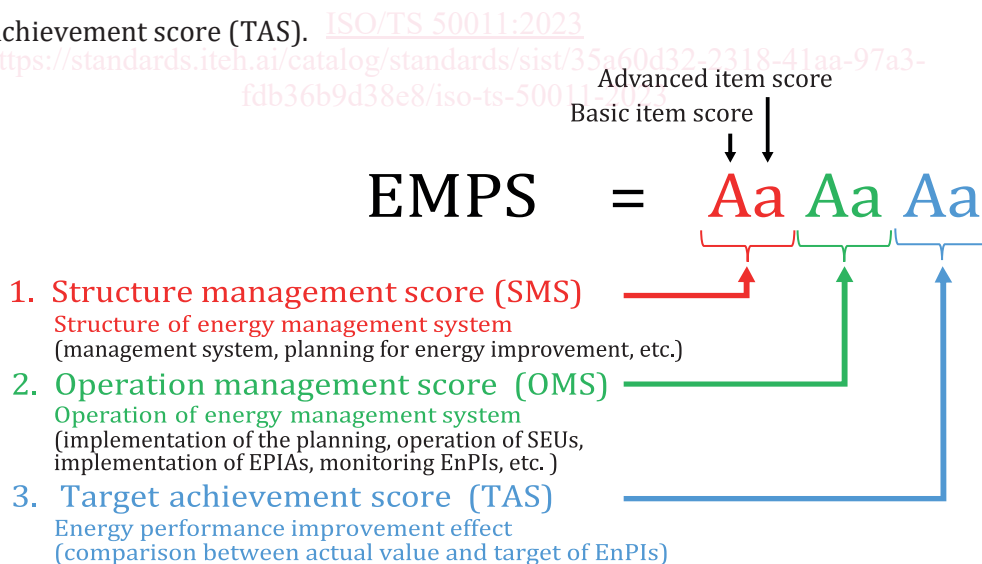 achievement score (TAS).
ISO/TS 50011:2023
ttps://standards.iteh.ai/catalog/standards/sist/35a60d32-2318-41aa-97a3-
fdb36b9d38e8/iso-ts-50011-2023
Advanced item score
Basic item score
EMPS = Aa Aa Aa
1. Structure management score (SMS)
Structure of energy management system
(management system, planning for energy improvement, etc.)
2. Operation management score (OMS)
Operation of energy management system
(implementation of the planning, operation of SEUs,
implementation of EPIAs, monitoring EnPIs, etc. )
3. Target achievement score (TAS)
Energy performance improvement effect
(comparison between actual value and target of EnPIs)